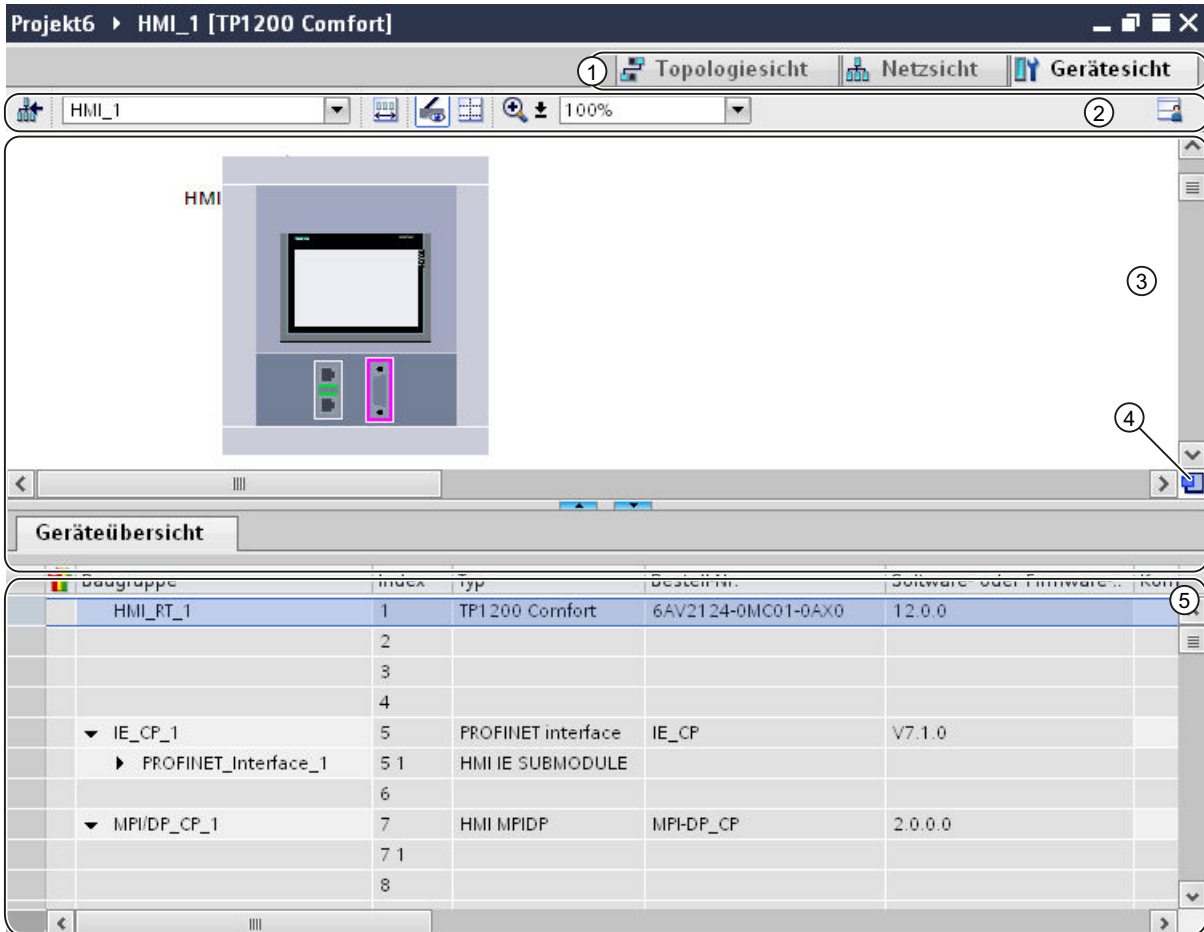 Projekt6 ▸ HMI_1 [TP1200 Comfort]
① Topologiesicht Netzsicht Gerätesicht
HMI_1 100% ②
HMI
③
④
Geräteübersicht
Baugruppe Index Typ Bestell-Nr. Software- oder Firmware-.. Kom
⑤
HMI_RT_1 1 TP1200 Comfort 6AV2124-0MC01-0AX0 12.0.0
2
3
4
IE_CP_1 5 PROFINET interface IE_CP V7.1.0
PROFINET_Interface_1 5 1 HMI IE SUBMODULE
6
MPI/DP_CP_1 7 HMI MPIDP MPI-DP_CP 2.0.0.0
7 1
8